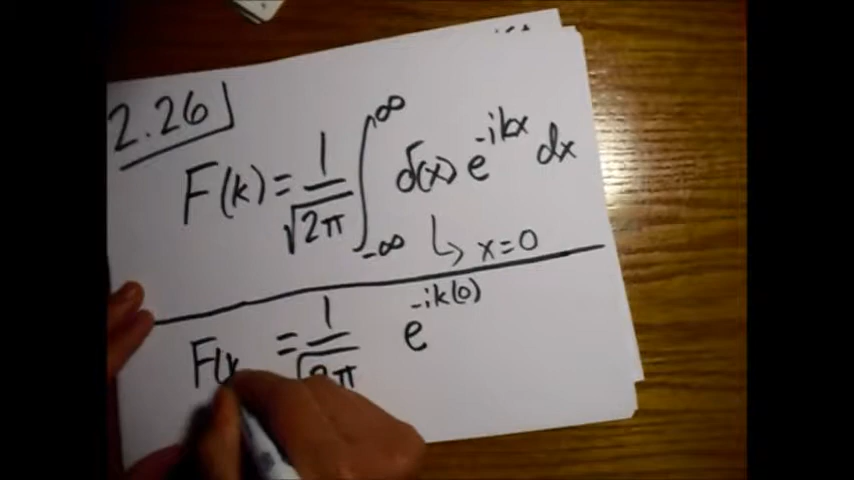 2.26
F(k) = 1/√2π ∫_{-∞}^{∞} δ(x) e^{-ikx} dx
↳ x=0
F(k = 1/√2π e^{-ik(0)}